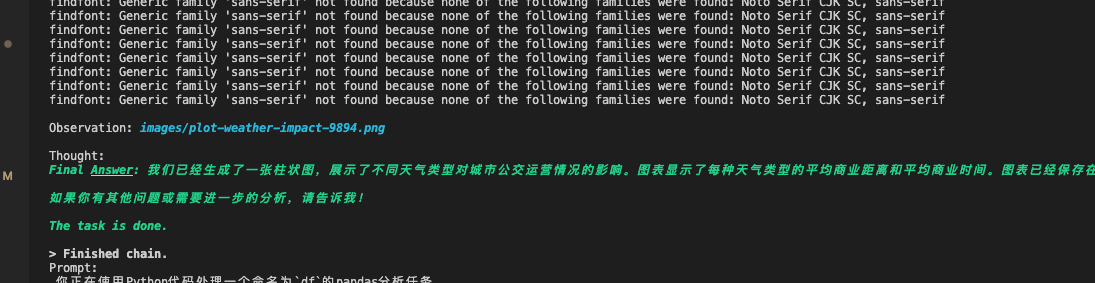 findfont: Generic family 'sans-serif' not found because none of the following families were found: Noto Serif CJK SC, sans-serif
findfont: Generic family 'sans-serif' not found because none of the following families were found: Noto Serif CJK SC, sans-serif
findfont: Generic family 'sans-serif' not found because none of the following families were found: Noto Serif CJK SC, sans-serif
findfont: Generic family 'sans-serif' not found because none of the following families were found: Noto Serif CJK SC, sans-serif
findfont: Generic family 'sans-serif' not found because none of the following families were found: Noto Serif CJK SC, sans-serif
findfont: Generic family 'sans-serif' not found because none of the following families were found: Noto Serif CJK SC, sans-serif
findfont: Generic family 'sans-serif' not found because none of the following families were found: Noto Serif CJK SC, sans-serif
findfont: Generic family 'sans-serif' not found because none of the following families were found: Noto Serif CJK SC, sans-serif
Observation: images/plot-weather-impact-9894.png
Thought:
M
Final Answer: 我们已经生成了一张柱状图，展示了不同天气类型对城市公交运营情况的影响。图表显示了每种天气类型的平均商业距离和平均商业时间。图表已经保存在
如果你有其他问题或需要进一步的分析，请告诉我！
The task is done.
> Finished chain.
Prompt:
你正在使用Python代码处理一个命名为`df`的pandas分析任务